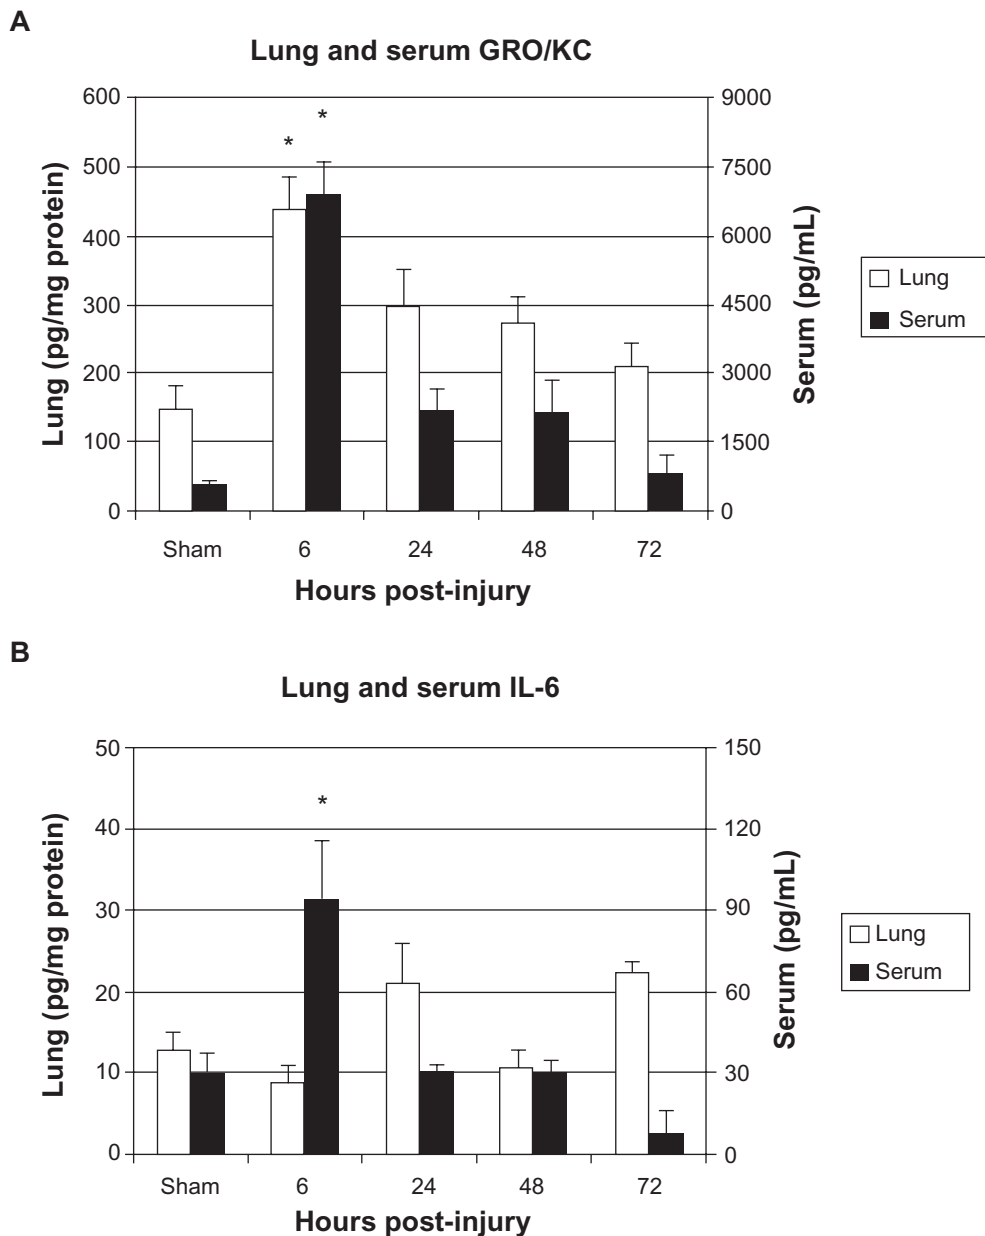 A
Lung and serum GRO/KC
600
500
400
300
200
100
0
Lung (pg/mg protein)
9000
7500
6000
4500
3000
1500
0
Serum (pg/mL)
* *
Sham 6 24 48 72
Hours post-injury
Lung
Serum
B
Lung and serum IL-6
50
40
30
20
10
0
Lung (pg/mg protein)
150
120
90
60
30
0
Serum (pg/mL)
*
Sham 6 24 48 72
Hours post-injury
Lung
Serum